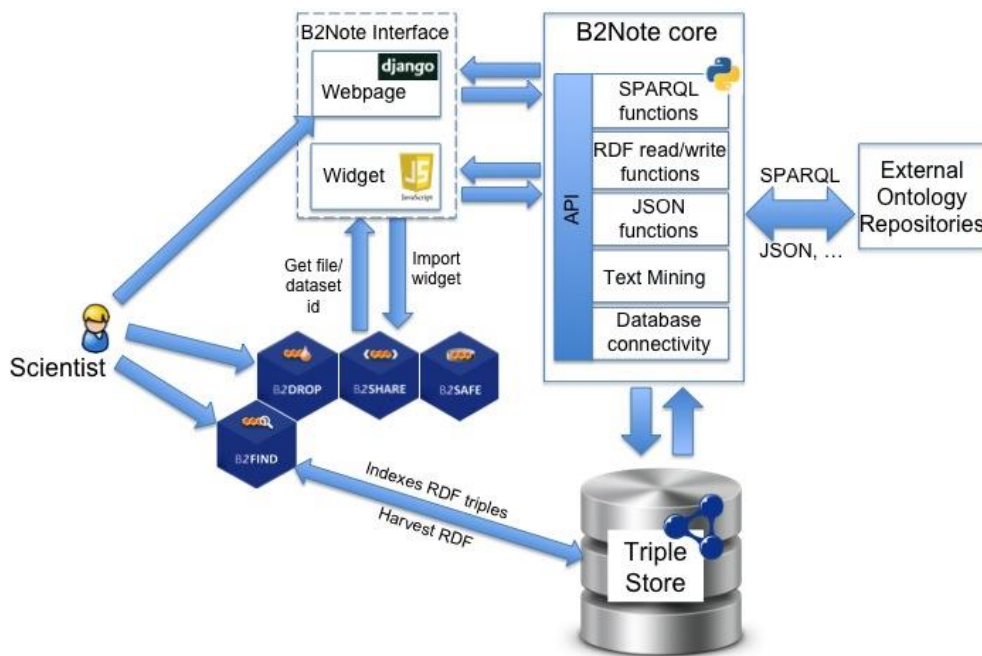 B2Note Interface
django
Webpage
Widget
JS
JavaScript
B2Note core
API
SPARQL
functions
RDF read/write
functions
JSON
functions
Text Mining
Database
connectivity
SPARQL
JSON, ...
External
Ontology
Repositories
Get file/
dataset
id
Import
widget
Scientist
B2DROP
B2SHARE
B2SAFE
B2FIND
Indexes RDF triples
Harvest RDF
Triple
Store